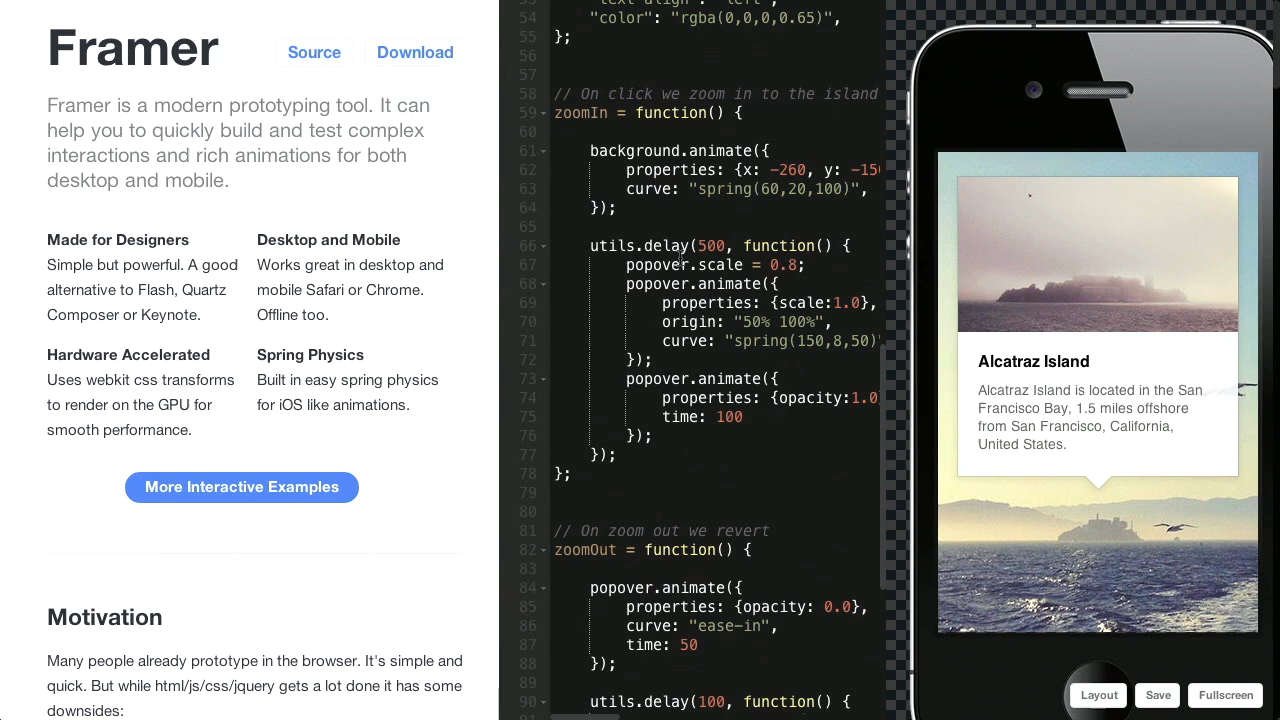 Framer
Source
Download
Framer is a modern prototyping tool. It can
help you to quickly build and test complex
interactions and rich animations for both
desktop and mobile.
Made for Designers
Simple but powerful. A good
alternative to Flash, Quartz
Composer or Keynote.
Desktop and Mobile
Works great in desktop and
mobile Safari or Chrome.
Offline too.
Hardware Accelerated
Uses webkit css transforms
to render on the GPU for
smooth performance.
Spring Physics
Built in easy spring physics
for iOS like animations.
More Interactive Examples
Motivation
Many people already prototype in the browser. It's simple and
quick. But while html/js/css/jquery gets a lot done it has some
downsides:
54 "color": "rgba(0,0,0,0.65)",
55 };
56
57
58 // On click we zoom in to the island
59 zoomIn = function() {
60
61 background.animate({
62 properties: {x: -260, y: -150
63 curve: "spring(60,20,100)",
64 });
65
66 utils.delay(500, function() {
67 popover.scale = 0.8;
68 popover.animate({
69 properties: {scale:1.0},
70 origin: "50% 100%",
71 curve: "spring(150,8,50)"
72 });
73 popover.animate({
74 properties: {opacity:1.0
75 time: 100
76 });
77 });
78 };
79
80
81 // On zoom out we revert
82 zoomOut = function() {
83
84 popover.animate({
85 properties: {opacity: 0.0},
86 curve: "ease-in",
87 time: 50
88 });
89
90 utils.delay(100, function() {
Alcatraz Island
Alcatraz Island is located in the San
Francisco Bay, 1.5 miles offshore
from San Francisco, California,
United States.
Layout
Save
Fullscreen